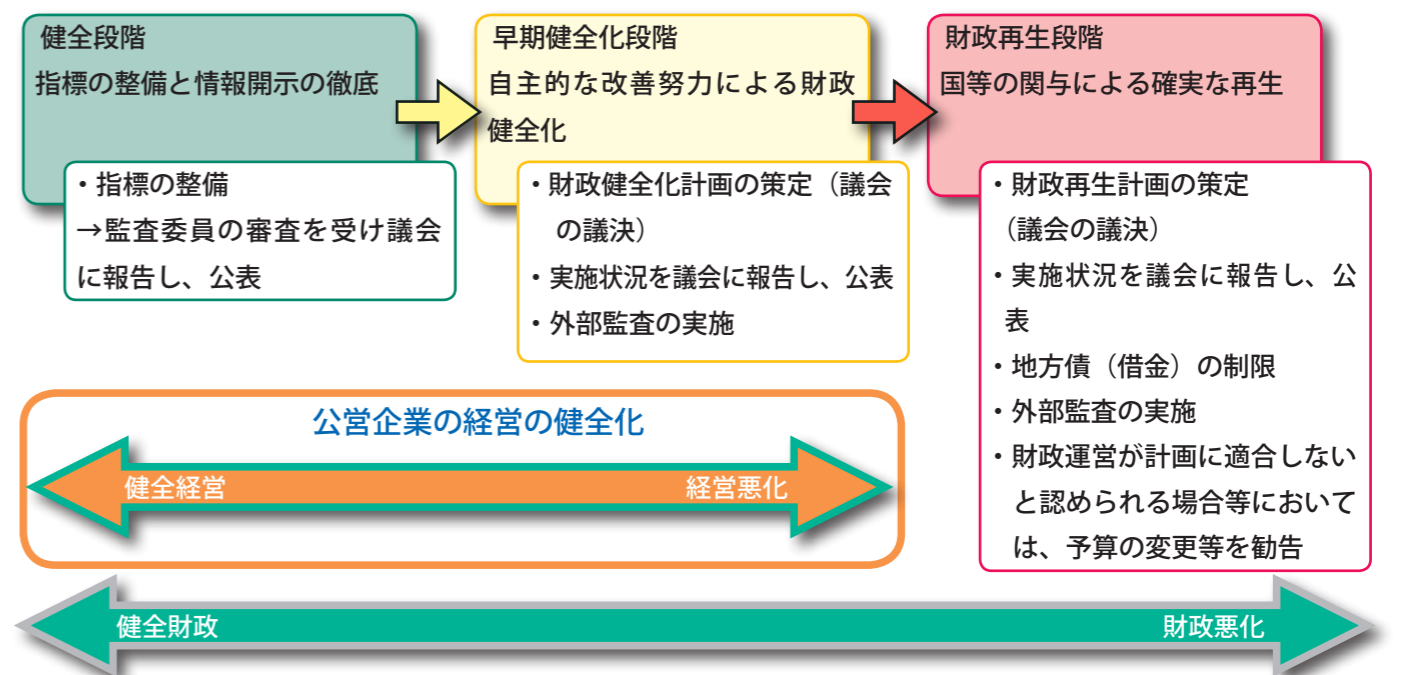 健全段階
指標の整備と情報開示の徹底
・指標の整備
→監査委員の審査を受け議会
に報告し、公表
早期健全化段階
自主的な改善努力による財政
健全化
・財政健全化計画の策定（議会
の議決）
・実施状況を議会に報告し、公表
・外部監査の実施
財政再生段階
国等の関与による確実な再生
・財政再生計画の策定
（議会の議決）
・実施状況を議会に報告し、公
表
・地方債（借金）の制限
・外部監査の実施
・財政運営が計画に適合しない
と認められる場合等において
は、予算の変更等を勧告
公営企業の経営の健全化
健全経営
経営悪化
健全財政
財政悪化